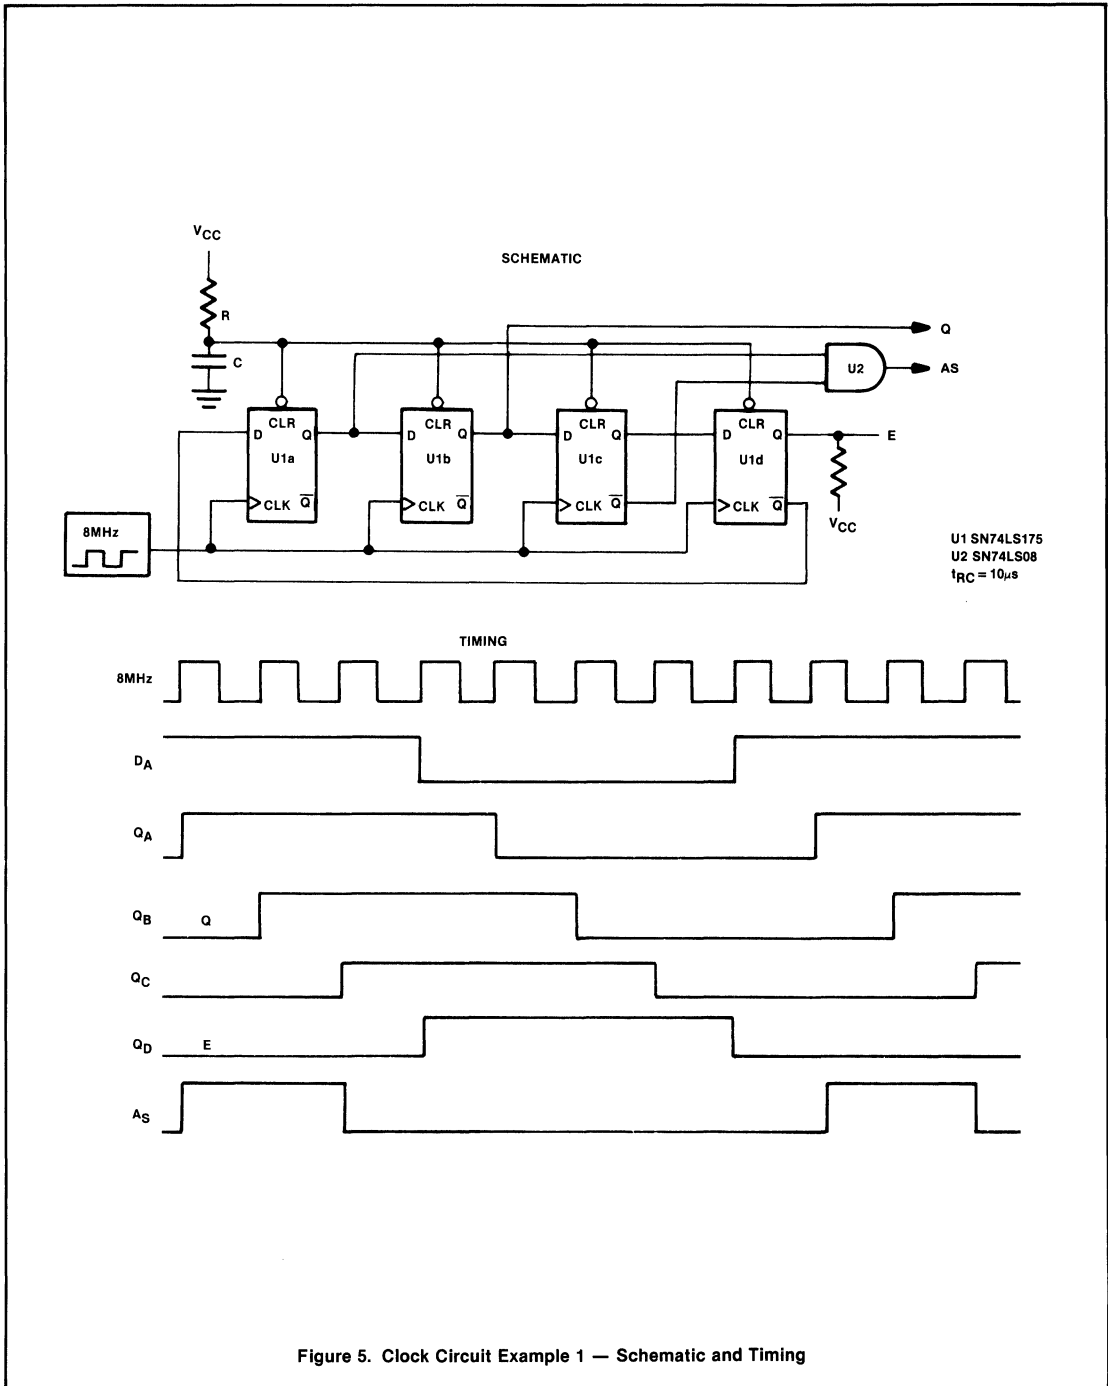 VCC
SCHEMATIC
R
C
Q
U2
AS
CLR
D
Q
U1a
CLK
Q̅
CLR
D
Q
U1b
CLK
Q̅
CLR
D
Q
U1c
CLK
Q̅
CLR
D
Q
U1d
CLK
Q̅
E
VCC
8MHz
U1 SN74LS175
U2 SN74LS08
tRC = 10μs
TIMING
8MHz
DA
QA
QB Q
QC
QD E
AS
Figure 5. Clock Circuit Example 1 — Schematic and Timing